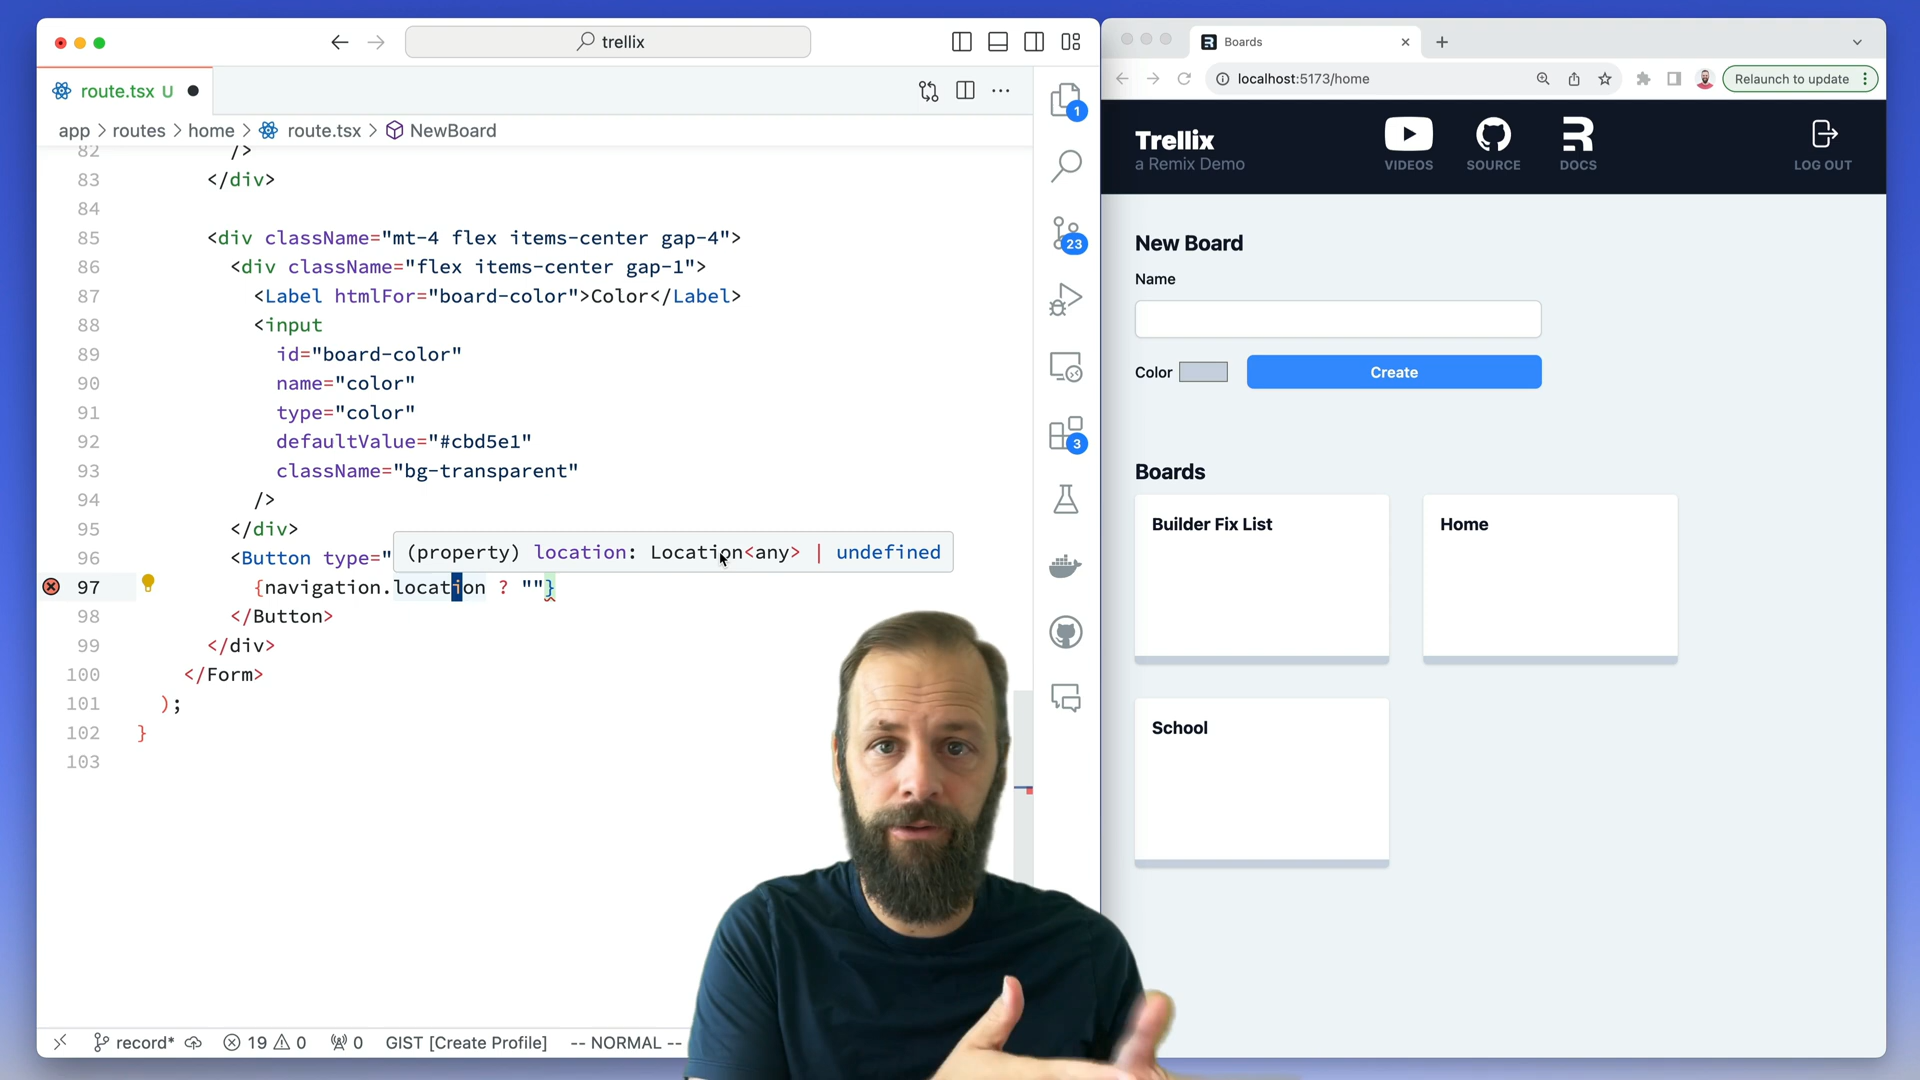 trellix
route.tsx U
app > routes > home > route.tsx > NewBoard
82 />
83 </div>
84
85 <div className="mt-4 flex items-center gap-4">
86 <div className="flex items-center gap-1">
87 <Label htmlFor="board-color">Color</Label>
88 <input
89 id="board-color"
90 name="color"
91 type="color"
92 defaultValue="#cbd5e1"
93 className="bg-transparent"
94 />
95 </div>
(property) location: Location<any> | undefined
96 <Button type="
97 {navigation.location ? ""}
98 </Button>
99 </div>
100 </Form>
101 );
102 }
103
1
23
3
record* 19 0 0 GIST [Create Profile] -- NORMAL --
Boards
localhost:5173/home
Relaunch to update
Trellix
a Remix Demo
VIDEOS
SOURCE
DOCS
LOG OUT
New Board
Name
Color
Create
Boards
Builder Fix List
Home
School